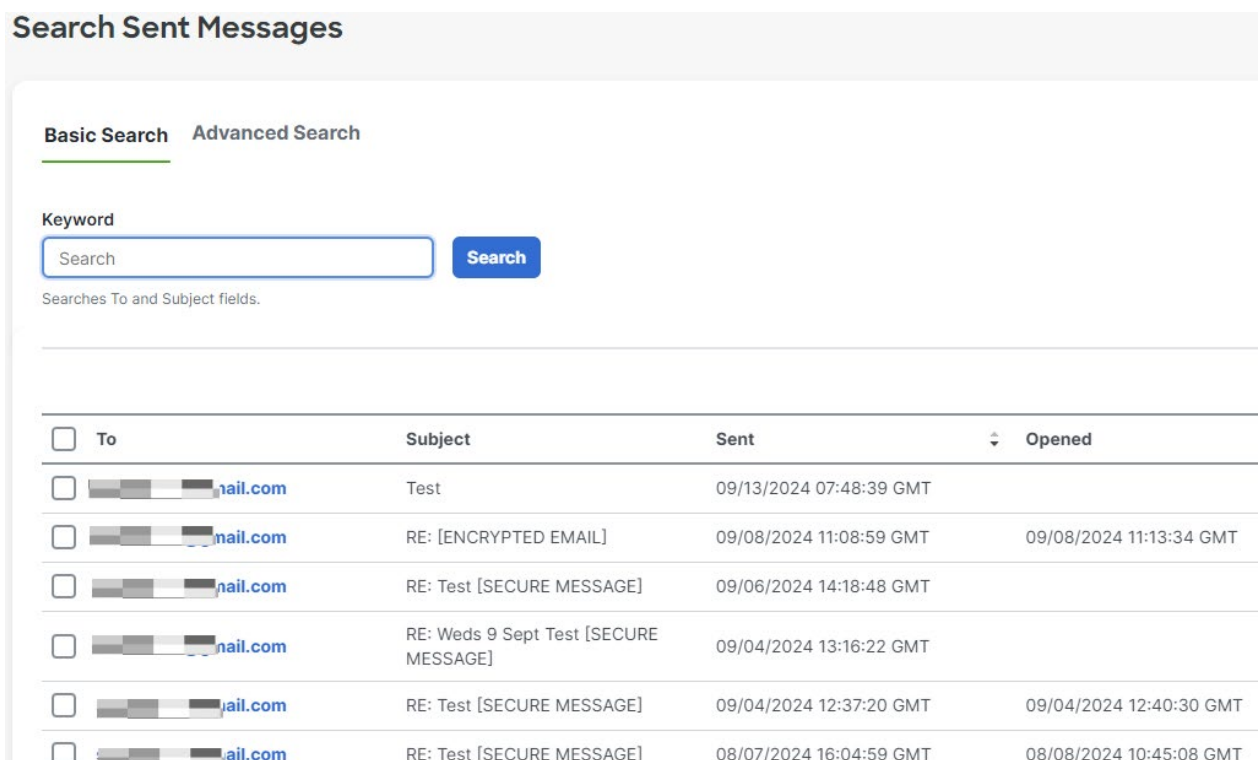 Search Sent Messages
Basic Search Advanced Search
Keyword
Search Search
Searches To and Subject fields.
To Subject Sent Opened
ail.com Test 09/13/2024 07:48:39 GMT
mail.com RE: [ENCRYPTED EMAIL] 09/08/2024 11:08:59 GMT 09/08/2024 11:13:34 GMT
ail.com RE: Test [SECURE MESSAGE] 09/06/2024 14:18:48 GMT
mail.com RE: Weds 9 Sept Test [SECURE
MESSAGE] 09/04/2024 13:16:22 GMT
ail.com RE: Test [SECURE MESSAGE] 09/04/2024 12:37:20 GMT 09/04/2024 12:40:30 GMT
ail.com RE: Test [SECURE MESSAGE] 08/07/2024 16:04:59 GMT 08/08/2024 10:45:08 GMT